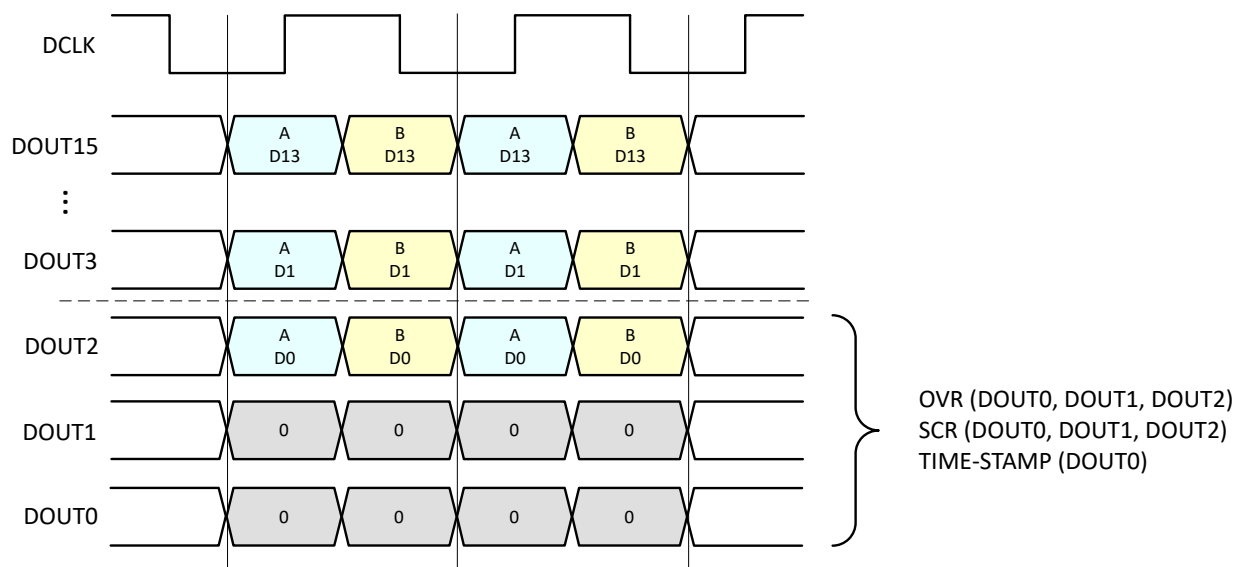 DCLK
DOUT15
A B A B
D13 D13 D13 D13
⋮
DOUT3
A B A B
D1 D1 D1 D1
DOUT2
A B A B
D0 D0 D0 D0
DOUT1
0 0 0 0
DOUT0
0 0 0 0
OVR (DOUT0, DOUT1, DOUT2)
SCR (DOUT0, DOUT1, DOUT2)
TIME-STAMP (DOUT0)